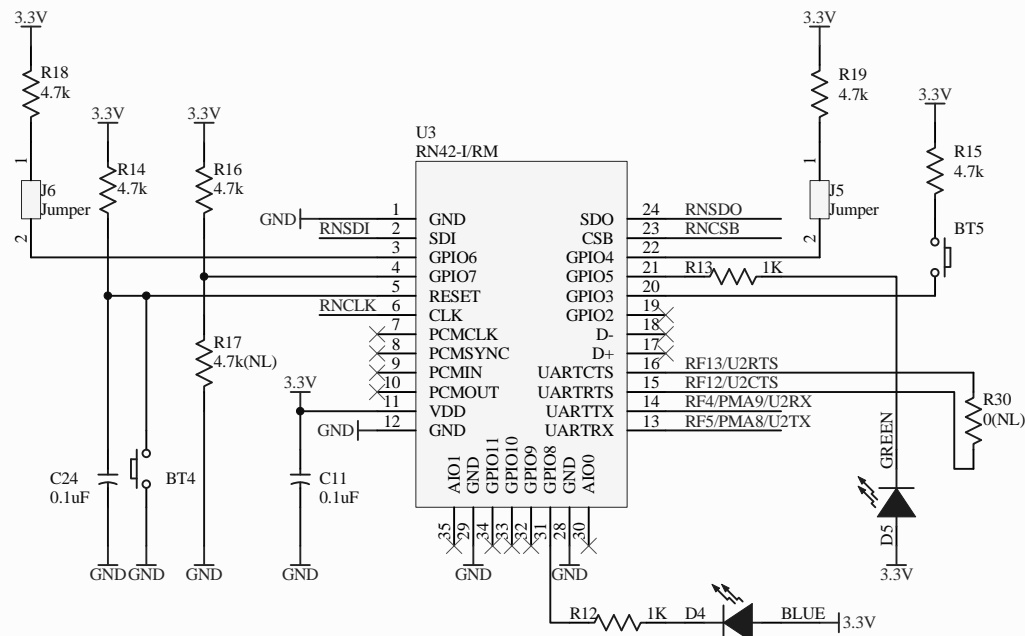 3.3V
R18
4.7k
1
J6
Jumper
2
3.3V
R14
4.7k
3.3V
R16
4.7k
R17
4.7k(NL)
C24
0.1uF
BT4
GND
GND
GND
3.3V
C11
0.1uF
GND
U3
RN42-I/RM
GND
1
GND
RNSDI
2
SDI
3
GPIO6
4
GPIO7
5
RESET
RNCLK
6
CLK
7
PCMCLK
8
PCMSYNC
9
PCMIN
10
PCMOUT
11
VDD
GND
12
GND
SDO
24
RNSDO
CSB
23
RNCSB
GPIO4
22
GPIO5
21
R13
1K
GPIO3
20
GPIO2
19
D-
18
D+
17
UARTCTS
16
RF13/U2RTS
UARTRTS
15
RF12/U2CTS
UARTTX
14
RF4/PMA9/U2RX
UARTRX
13
RF5/PMA8/U2TX
AIO1
GND
GPIO11
GPIO10
GPIO9
GPIO8
GND
AIO0
35
29
34
33
32
31
28
30
GND
GND
R12
1K
D4
BLUE
3.3V
3.3V
R19
4.7k
1
J5
Jumper
2
3.3V
R15
4.7k
BT5
R30
0(NL)
GREEN
D5
3.3V